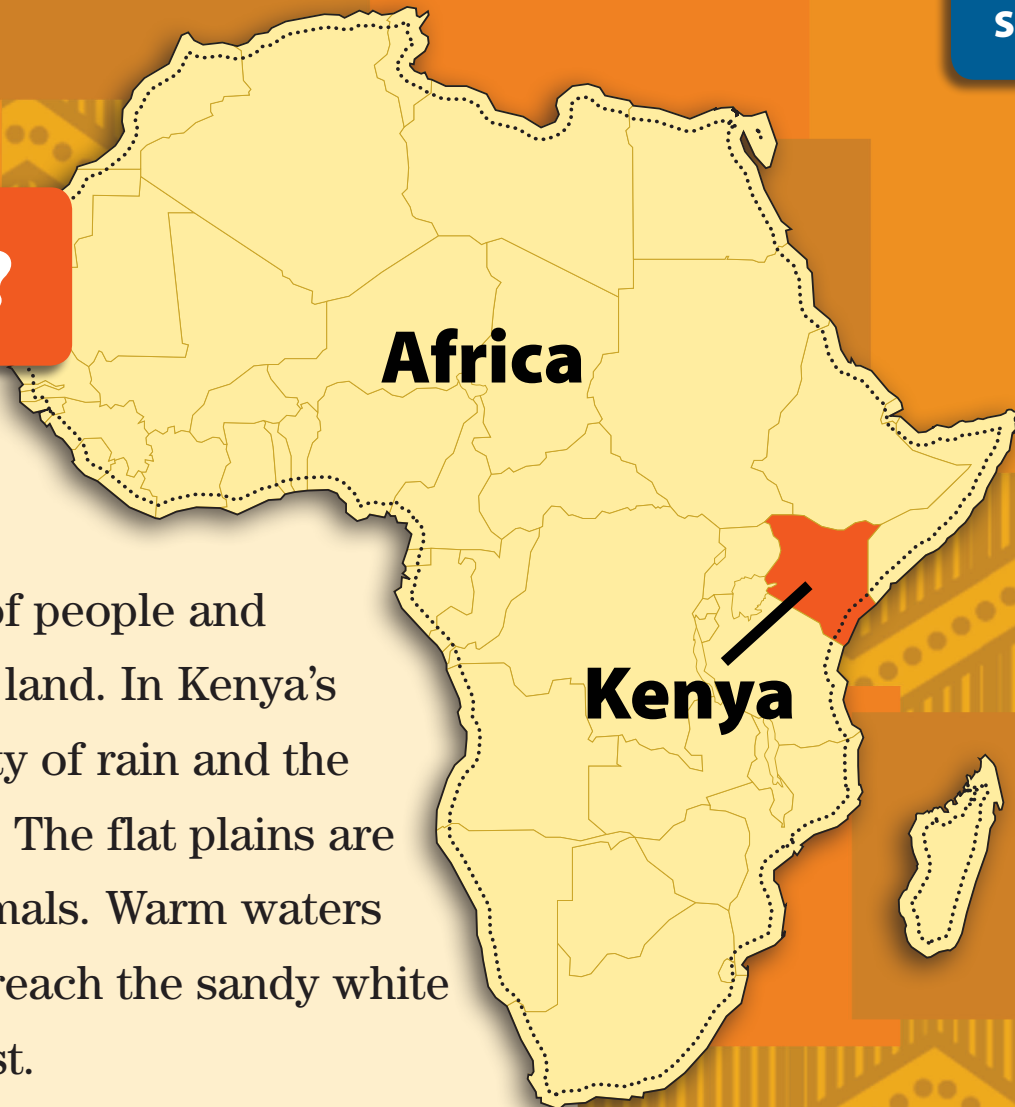 S
?
Africa
Kenya
of people and
land. In Kenya's
ty of rain and the
The flat plains are
mals. Warm waters
reach the sandy white
st.